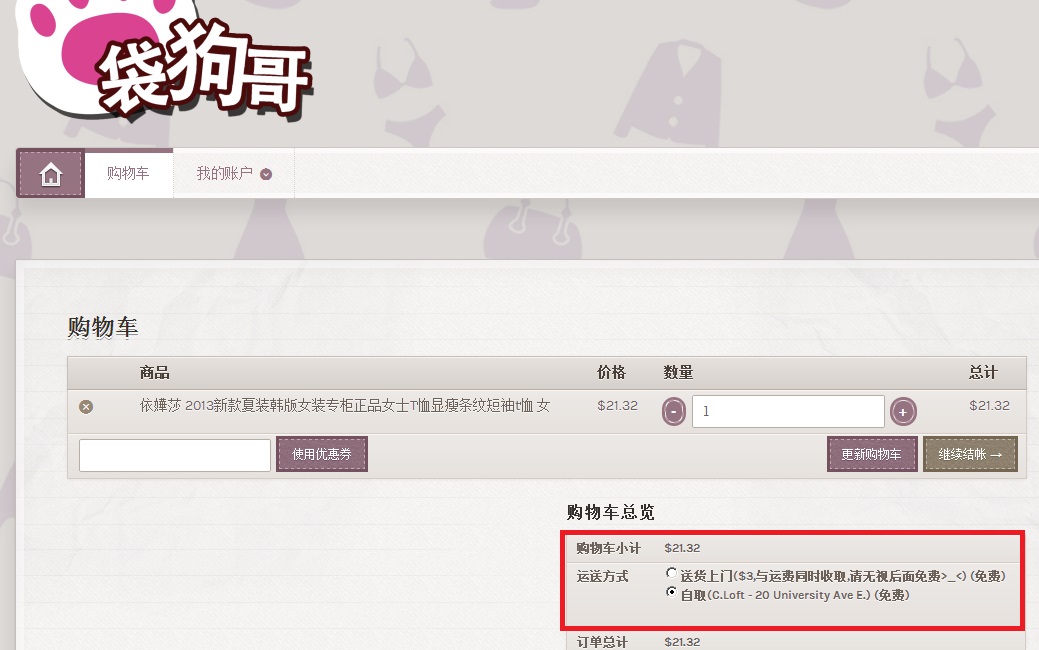 袋狗哥
购物车 我的账户
购物车
商品 价格 数量 总计
依婵莎 2013新款夏装韩版女装专柜正品女士T恤显瘦条纹短袖t恤 女 $21.32 - 1 + $21.32
使用优惠券 更新购物车 继续结帐 →
购物车总览
购物车小计 $21.32
运送方式 送货上门($3,与运费同时收取,请无视后面免费>_<) (免费)
自取(C.Loft - 20 University Ave E.) (免费)
订单总计 $21.32